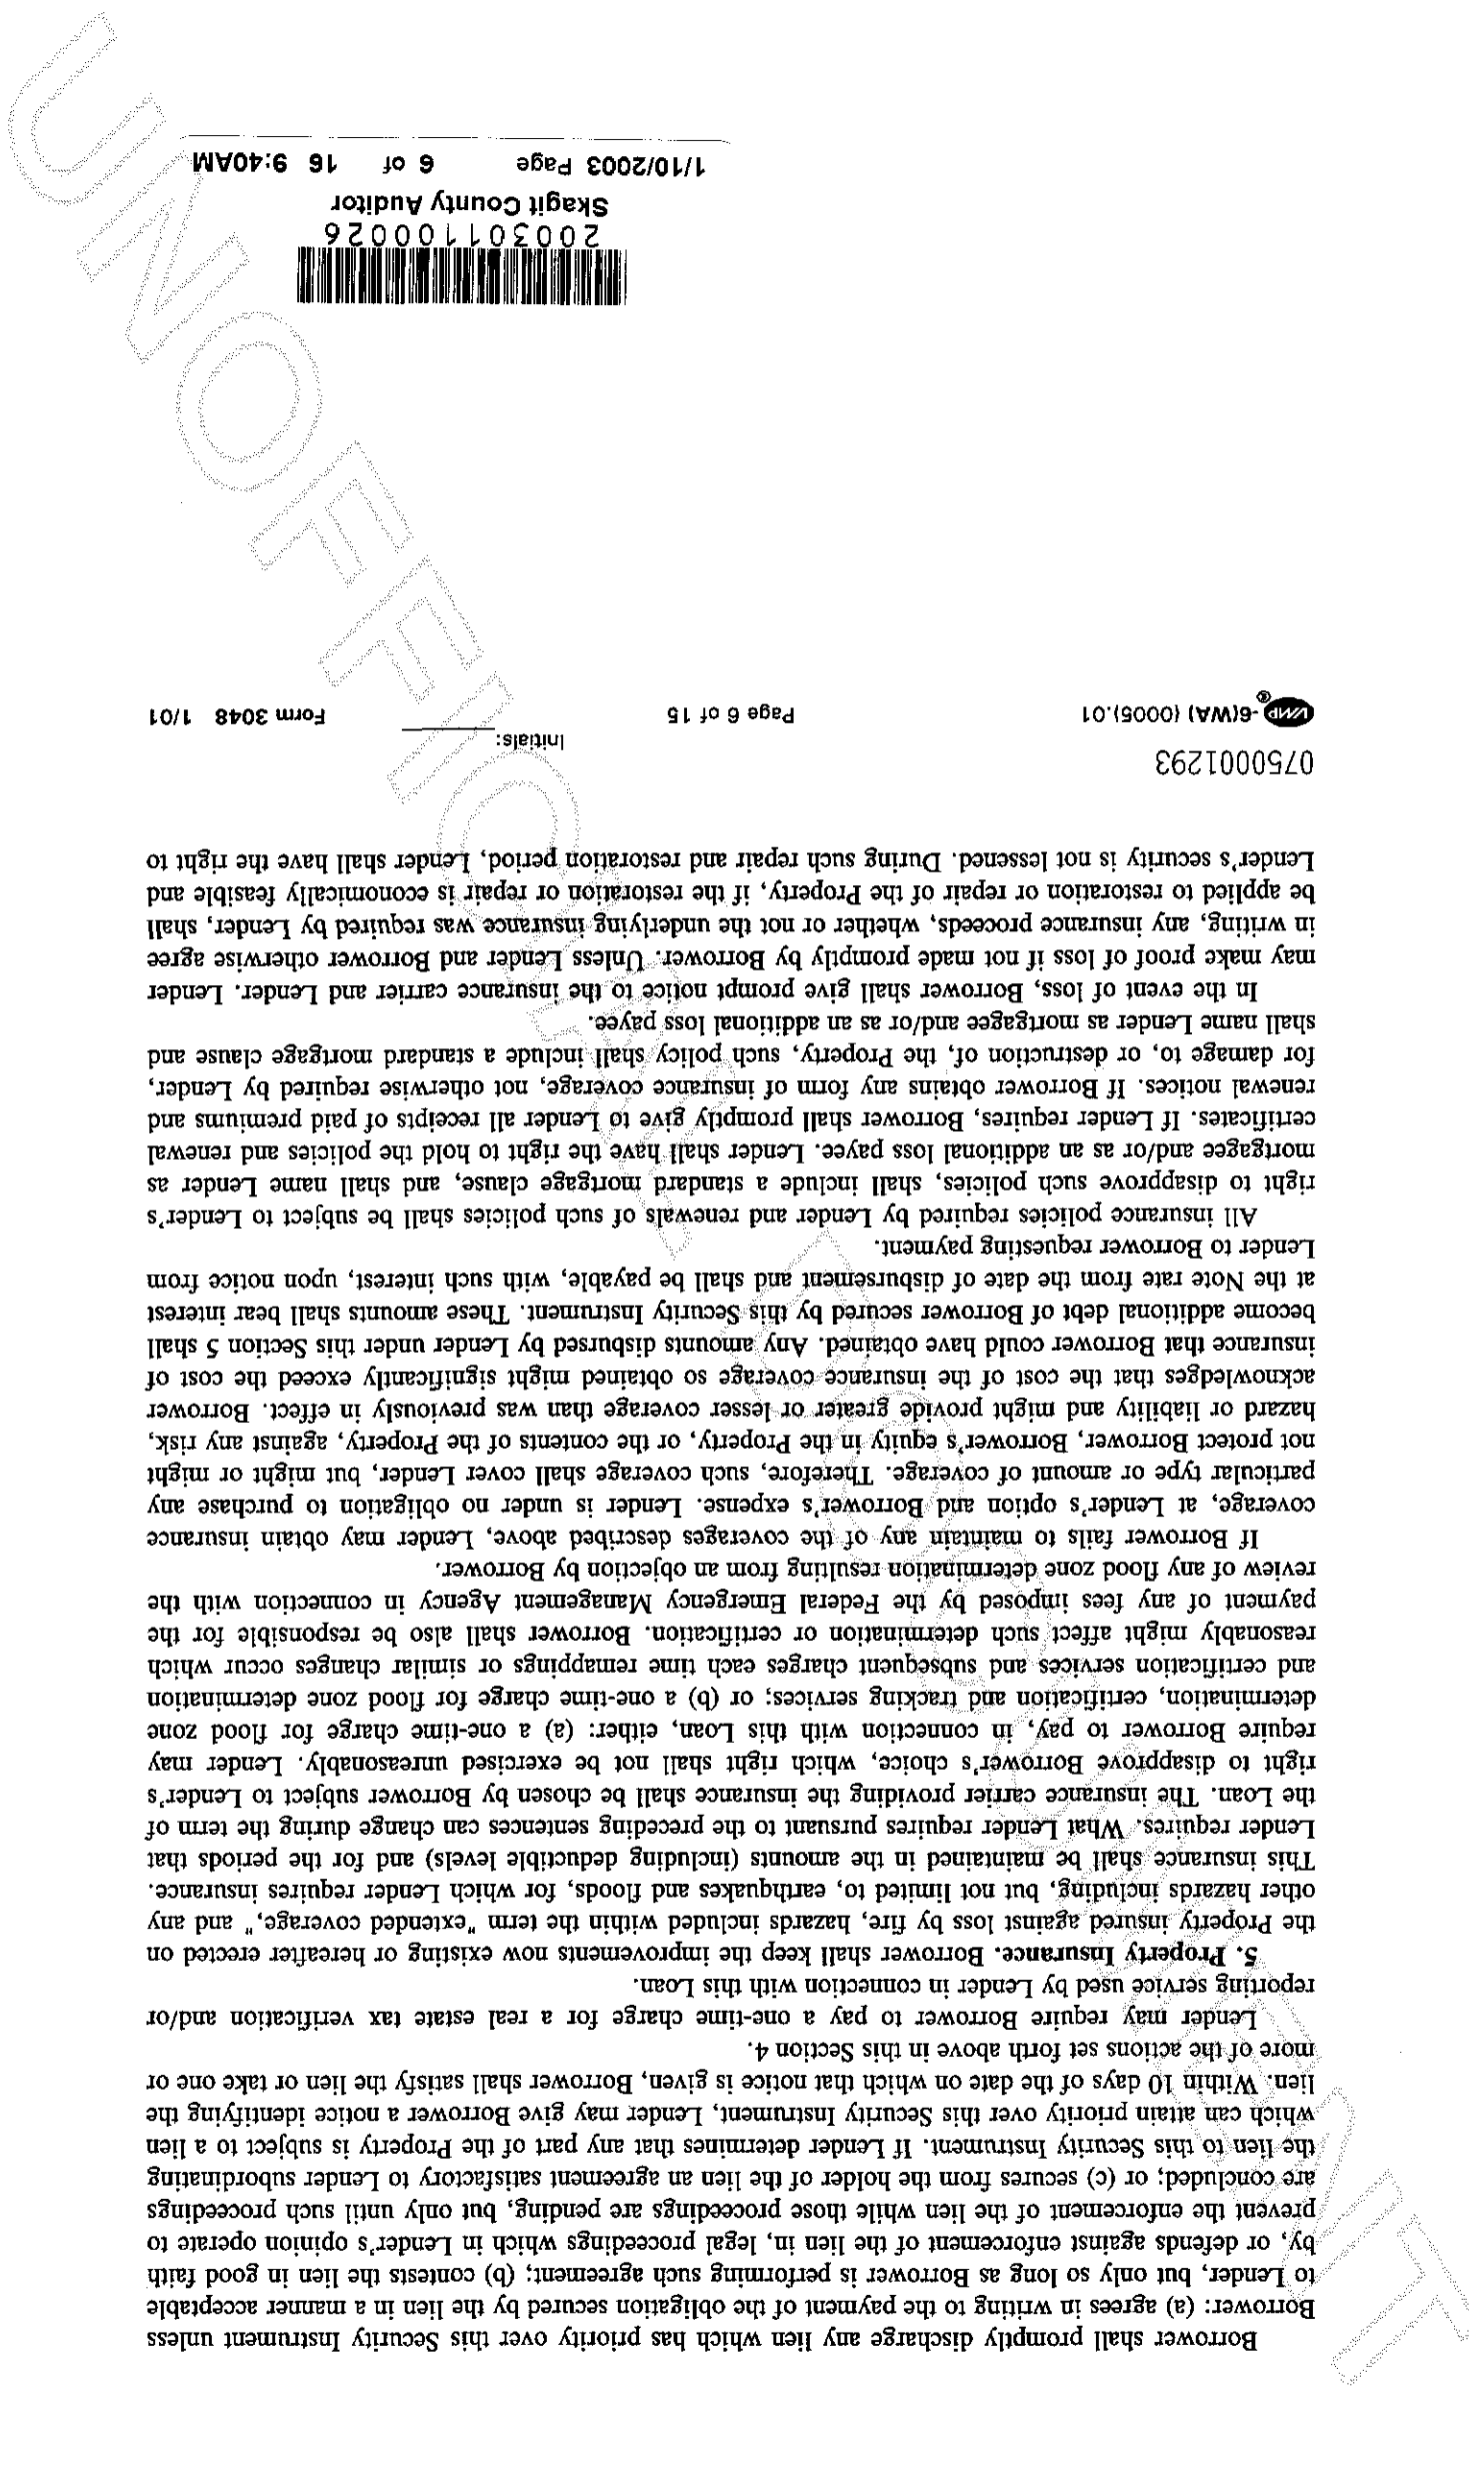 Borrower shall promptly discharge any lien which has priority over this Security Instrument unless
Borrower: (a) agrees in writing to the payment of the obligation secured by the lien in a manner acceptable
to Lender, but only so long as Borrower is performing such agreement; (b) contests the lien in good faith
by, or defends against enforcement of the lien in, legal proceedings which in Lender's opinion operate to
prevent the enforcement of the lien while those proceedings are pending, but only until such proceedings
are concluded; or (c) secures from the holder of the lien an agreement satisfactory to Lender subordinating
the lien to this Security Instrument. If Lender determines that any part of the Property is subject to a lien
which can attain priority over this Security Instrument, Lender may give Borrower a notice identifying the
lien. Within 10 days of the date on which that notice is given, Borrower shall satisfy the lien or take one or
more of the actions set forth above in this Section 4.
Lender may require Borrower to pay a one-time charge for a real estate tax verification and/or
reporting service used by Lender in connection with this Loan.
5. Property Insurance. Borrower shall keep the improvements now existing or hereafter erected on
the Property insured against loss by fire, hazards included within the term "extended coverage," and any
other hazards including, but not limited to, earthquakes and floods, for which Lender requires insurance.
This insurance shall be maintained in the amounts (including deductible levels) and for the periods that
Lender requires. What Lender requires pursuant to the preceding sentences can change during the term of
the Loan. The insurance carrier providing the insurance shall be chosen by Borrower subject to Lender's
right to disapprove Borrower's choice, which right shall not be exercised unreasonably. Lender may
require Borrower to pay, in connection with this Loan, either: (a) a one-time charge for flood zone
determination, certification and tracking services; or (b) a one-time charge for flood zone determination
and certification services and subsequent charges each time remappings or similar changes occur which
reasonably might affect such determination or certification. Borrower shall also be responsible for the
payment of any fees imposed by the Federal Emergency Management Agency in connection with the
review of any flood zone determination resulting from an objection by Borrower.
If Borrower fails to maintain any of the coverages described above, Lender may obtain insurance
coverage, at Lender's option and Borrower's expense. Lender is under no obligation to purchase any
particular type or amount of coverage. Therefore, such coverage shall cover Lender, but might or might
not protect Borrower, Borrower's equity in the Property, or the contents of the Property, against any risk,
hazard or liability and might provide greater or lesser coverage than was previously in effect. Borrower
acknowledges that the cost of the insurance coverage so obtained might significantly exceed the cost of
insurance that Borrower could have obtained. Any amounts disbursed by Lender under this Section 5 shall
become additional debt of Borrower secured by this Security Instrument. These amounts shall bear interest
at the Note rate from the date of disbursement and shall be payable, with such interest, upon notice from
Lender to Borrower requesting payment.
All insurance policies required by Lender and renewals of such policies shall be subject to Lender's
right to disapprove such policies, shall include a standard mortgage clause, and shall name Lender as
mortgagee and/or as an additional loss payee. Lender shall have the right to hold the policies and renewal
certificates. If Lender requires, Borrower shall promptly give to Lender all receipts of paid premiums and
renewal notices. If Borrower obtains any form of insurance coverage, not otherwise required by Lender,
for damage to, or destruction of, the Property, such policy shall include a standard mortgage clause and
shall name Lender as mortgagee and/or as an additional loss payee.
In the event of loss, Borrower shall give prompt notice to the insurance carrier and Lender. Lender
may make proof of loss if not made promptly by Borrower. Unless Lender and Borrower otherwise agree
in writing, any insurance proceeds, whether or not the underlying insurance was required by Lender, shall
be applied to restoration or repair of the Property, if the restoration or repair is economically feasible and
Lender's security is not lessened. During such repair and restoration period, Lender shall have the right to
0750001293
Initials:
VMP® -6(WA) (0005).01 Page 6 of 15 Form 3048 1/01
200301100026
Skagit County Auditor
1/10/2003 Page 6 of 16 9:40AM
UNOFFICIAL DOCUMENT